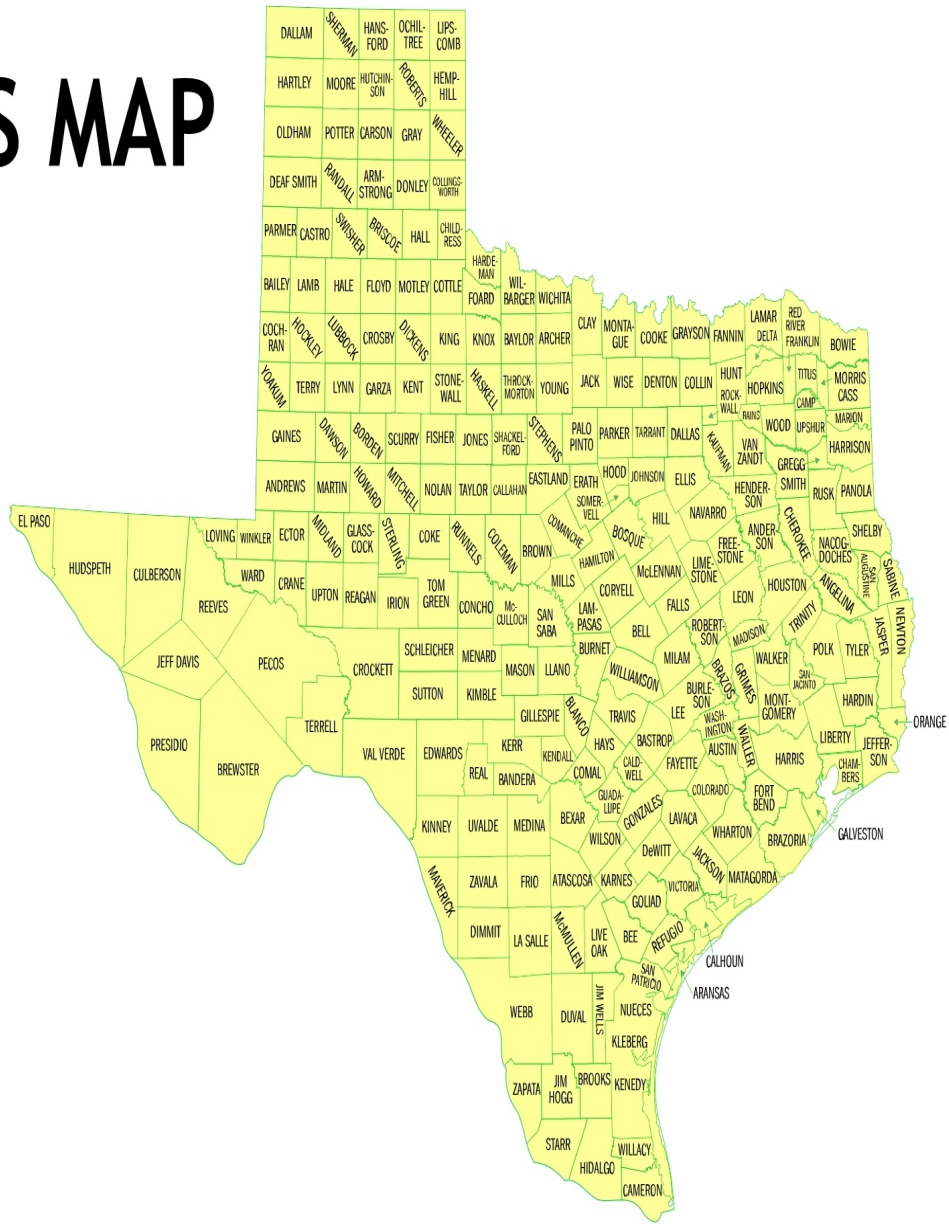 S MAP
DALLAM
SHERMAN
HANS-
FORD
OCHIL-
TREE
LIPS-
COMB
HARTLEY
MOORE
HUTCHIN-
SON
ROBERTS
HEMP-
HILL
OLDHAM
POTTER
CARSON
GRAY
WHEELER
DEAF SMITH
RANDALL
ARM-
STRONG
DONLEY
COLLINGS-
WORTH
PARMER
CASTRO
SWISHER
BRISCOE
HALL
CHILD-
RESS
HARDE-
MAN
BAILEY
LAMB
HALE
FLOYD
MOTLEY
COTTLE
FOARD
WIL-
BARGER
WICHITA
COCH-
RAN
HOCKLEY
LUBBOCK
CROSBY
DICKENS
KING
KNOX
BAYLOR
ARCHER
CLAY
MONTA-
GUE
COOKE
GRAYSON
FANNIN
LAMAR
DELTA
RED
RIVER
FRANKLIN
BOWIE
YOAKUM
TERRY
LYNN
GARZA
KENT
STONE-
WALL
HASKELL
THROCK-
MORTON
YOUNG
JACK
WISE
DENTON
COLLIN
HUNT
ROCK-
WALL
HOPKINS
RAINS
TITUS
CAMP
MORRIS
CASS
GAINES
DAWSON
BORDEN
SCURRY
FISHER
JONES
SHACKEL-
FORD
STEPHENS
PALO
PINTO
PARKER
TARRANT
DALLAS
KAUFMAN
VAN
ZANDT
WOOD
UPSHUR
MARION
HARRISON
GREGG
ANDREWS
MARTIN
HOWARD
MITCHELL
NOLAN
TAYLOR
CALLAHAN
EASTLAND
ERATH
HOOD
SOMER-
VELL
JOHNSON
ELLIS
HENDER-
SON
SMITH
RUSK
PANOLA
EL PASO
HUDSPETH
CULBERSON
LOVING
WINKLER
ECTOR
MIDLAND
GLASS-
COCK
STERLING
COKE
RUNNELS
COLEMAN
BROWN
COMANCHE
HAMILTON
BOSQUE
HILL
NAVARRO
FREE-
STONE
ANDER-
SON
CHEROKEE
NACOG-
DOCHES
SHELBY
SAN
AUGUSTINE
SABINE
REEVES
WARD
CRANE
UPTON
REAGAN
IRION
TOM
GREEN
CONCHO
Mc-
CULLOCH
SAN
SABA
MILLS
LAM-
PASAS
CORYELL
McLENNAN
LIME-
STONE
FALLS
LEON
HOUSTON
TRINITY
ANGELINA
JASPER
NEWTON
JEFF DAVIS
PECOS
CROCKETT
SCHLEICHER
MENARD
MASON
LLANO
BURNET
BELL
MILAM
ROBERT-
SON
MADISON
BRAZOS
GRIMES
WALKER
SAN
JACINTO
POLK
TYLER
SUTTON
KIMBLE
WILLIAMSON
BURLE-
SON
MONT-
GOMERY
HARDIN
ORANGE
PRESIDIO
BREWSTER
TERRELL
VAL VERDE
EDWARDS
REAL
GILLESPIE
KERR
BANDERA
KENDALL
BLANCO
HAYS
COMAL
TRAVIS
BASTROP
CALD-
WELL
LEE
FAYETTE
WASH-
INGTON
AUSTIN
WALLER
HARRIS
LIBERTY
CHAM-
BERS
JEFFER-
SON
KINNEY
UVALDE
MEDINA
BEXAR
GUADA-
LUPE
WILSON
GONZALES
LAVACA
COLORADO
FORT
BEND
WHARTON
BRAZORIA
GALVESTON
MAVERICK
ZAVALA
FRIO
ATASCOSA
KARNES
DeWITT
VICTORIA
JACKSON
MATAGORDA
DIMMIT
LA SALLE
McMULLEN
LIVE
OAK
BEE
GOLIAD
REFUGIO
CALHOUN
ARANSAS
WEBB
DUVAL
JIM WELLS
SAN
PATRICIO
NUECES
KLEBERG
ZAPATA
JIM
HOGG
BROOKS
KENEDY
STARR
HIDALGO
WILLACY
CAMERON